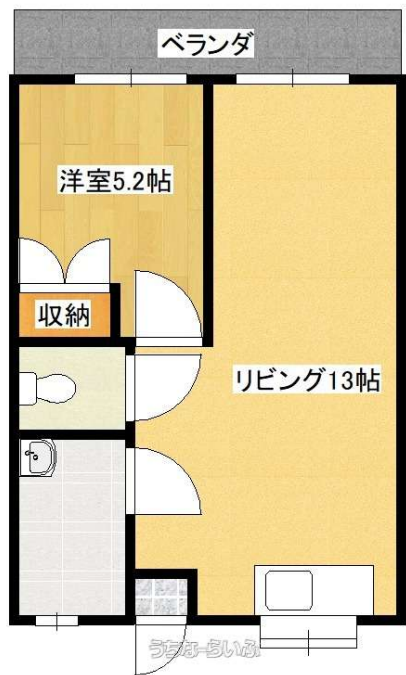 ベランダ
洋室5.2帖
収納
リビング13帖
うちなーらいふ